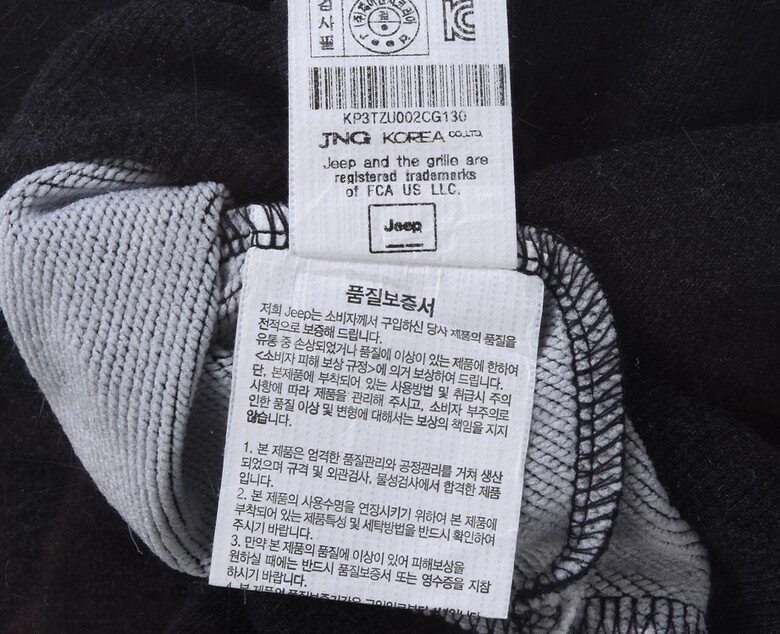 검사필
KP3TZU002CG130
JNG KOREA CO.,LTD.
Jeep and the grille are
registered trademarks
of FCA US LLC.
Jeep
품질보증서
저희 Jeep는 소비자께서 구입하신 당사 제품의 품질을
전적으로 보증해 드립니다.
유통 중 손상되었거나 품질에 이상이 있는 제품에 한하여
<소비자 피해 보상 규정>에 의거 보상하여 드립니다.
단, 본제품에 부착되어 있는 사용방법 및 취급시 주의
사항에 따라 제품을 관리해 주시고, 소비자 부주의로
인한 품질 이상 및 변형에 대해서는 보상의 책임을 지지
않습니다.
1. 본 제품은 엄격한 품질관리와 공정관리를 거쳐 생산
되었으며 규격 및 외관검사, 물성검사에서 합격한 제품
입니다.
2. 본 제품의 사용수명을 연장시키기 위하여 본 제품에
부착되어 있는 제품특성 및 세탁방법을 반드시 확인하여
주시기 바랍니다.
3. 만약 본 제품의 품질에 이상이 있어 피해보상을
원하실 때에는 반드시 품질보증서 또는 영수증을 지참
하시기 바랍니다.
4. 본 제품의 품질보증기간은